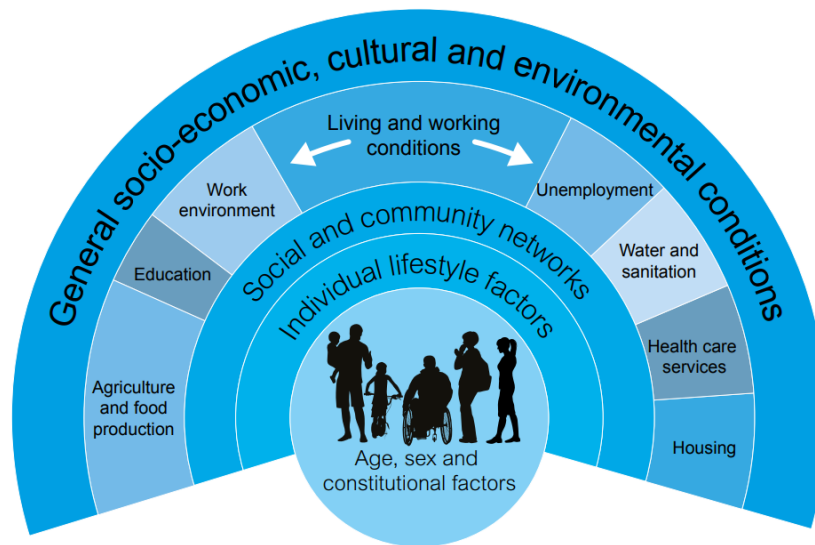 General socio-economic, cultural and environmental conditions
Living and working
conditions
Work
environment
Unemployment
Education
Water and
sanitation
Agriculture
and food
production
Health care
services
Housing
Social and community networks
Individual lifestyle factors
Age, sex and
constitutional factors